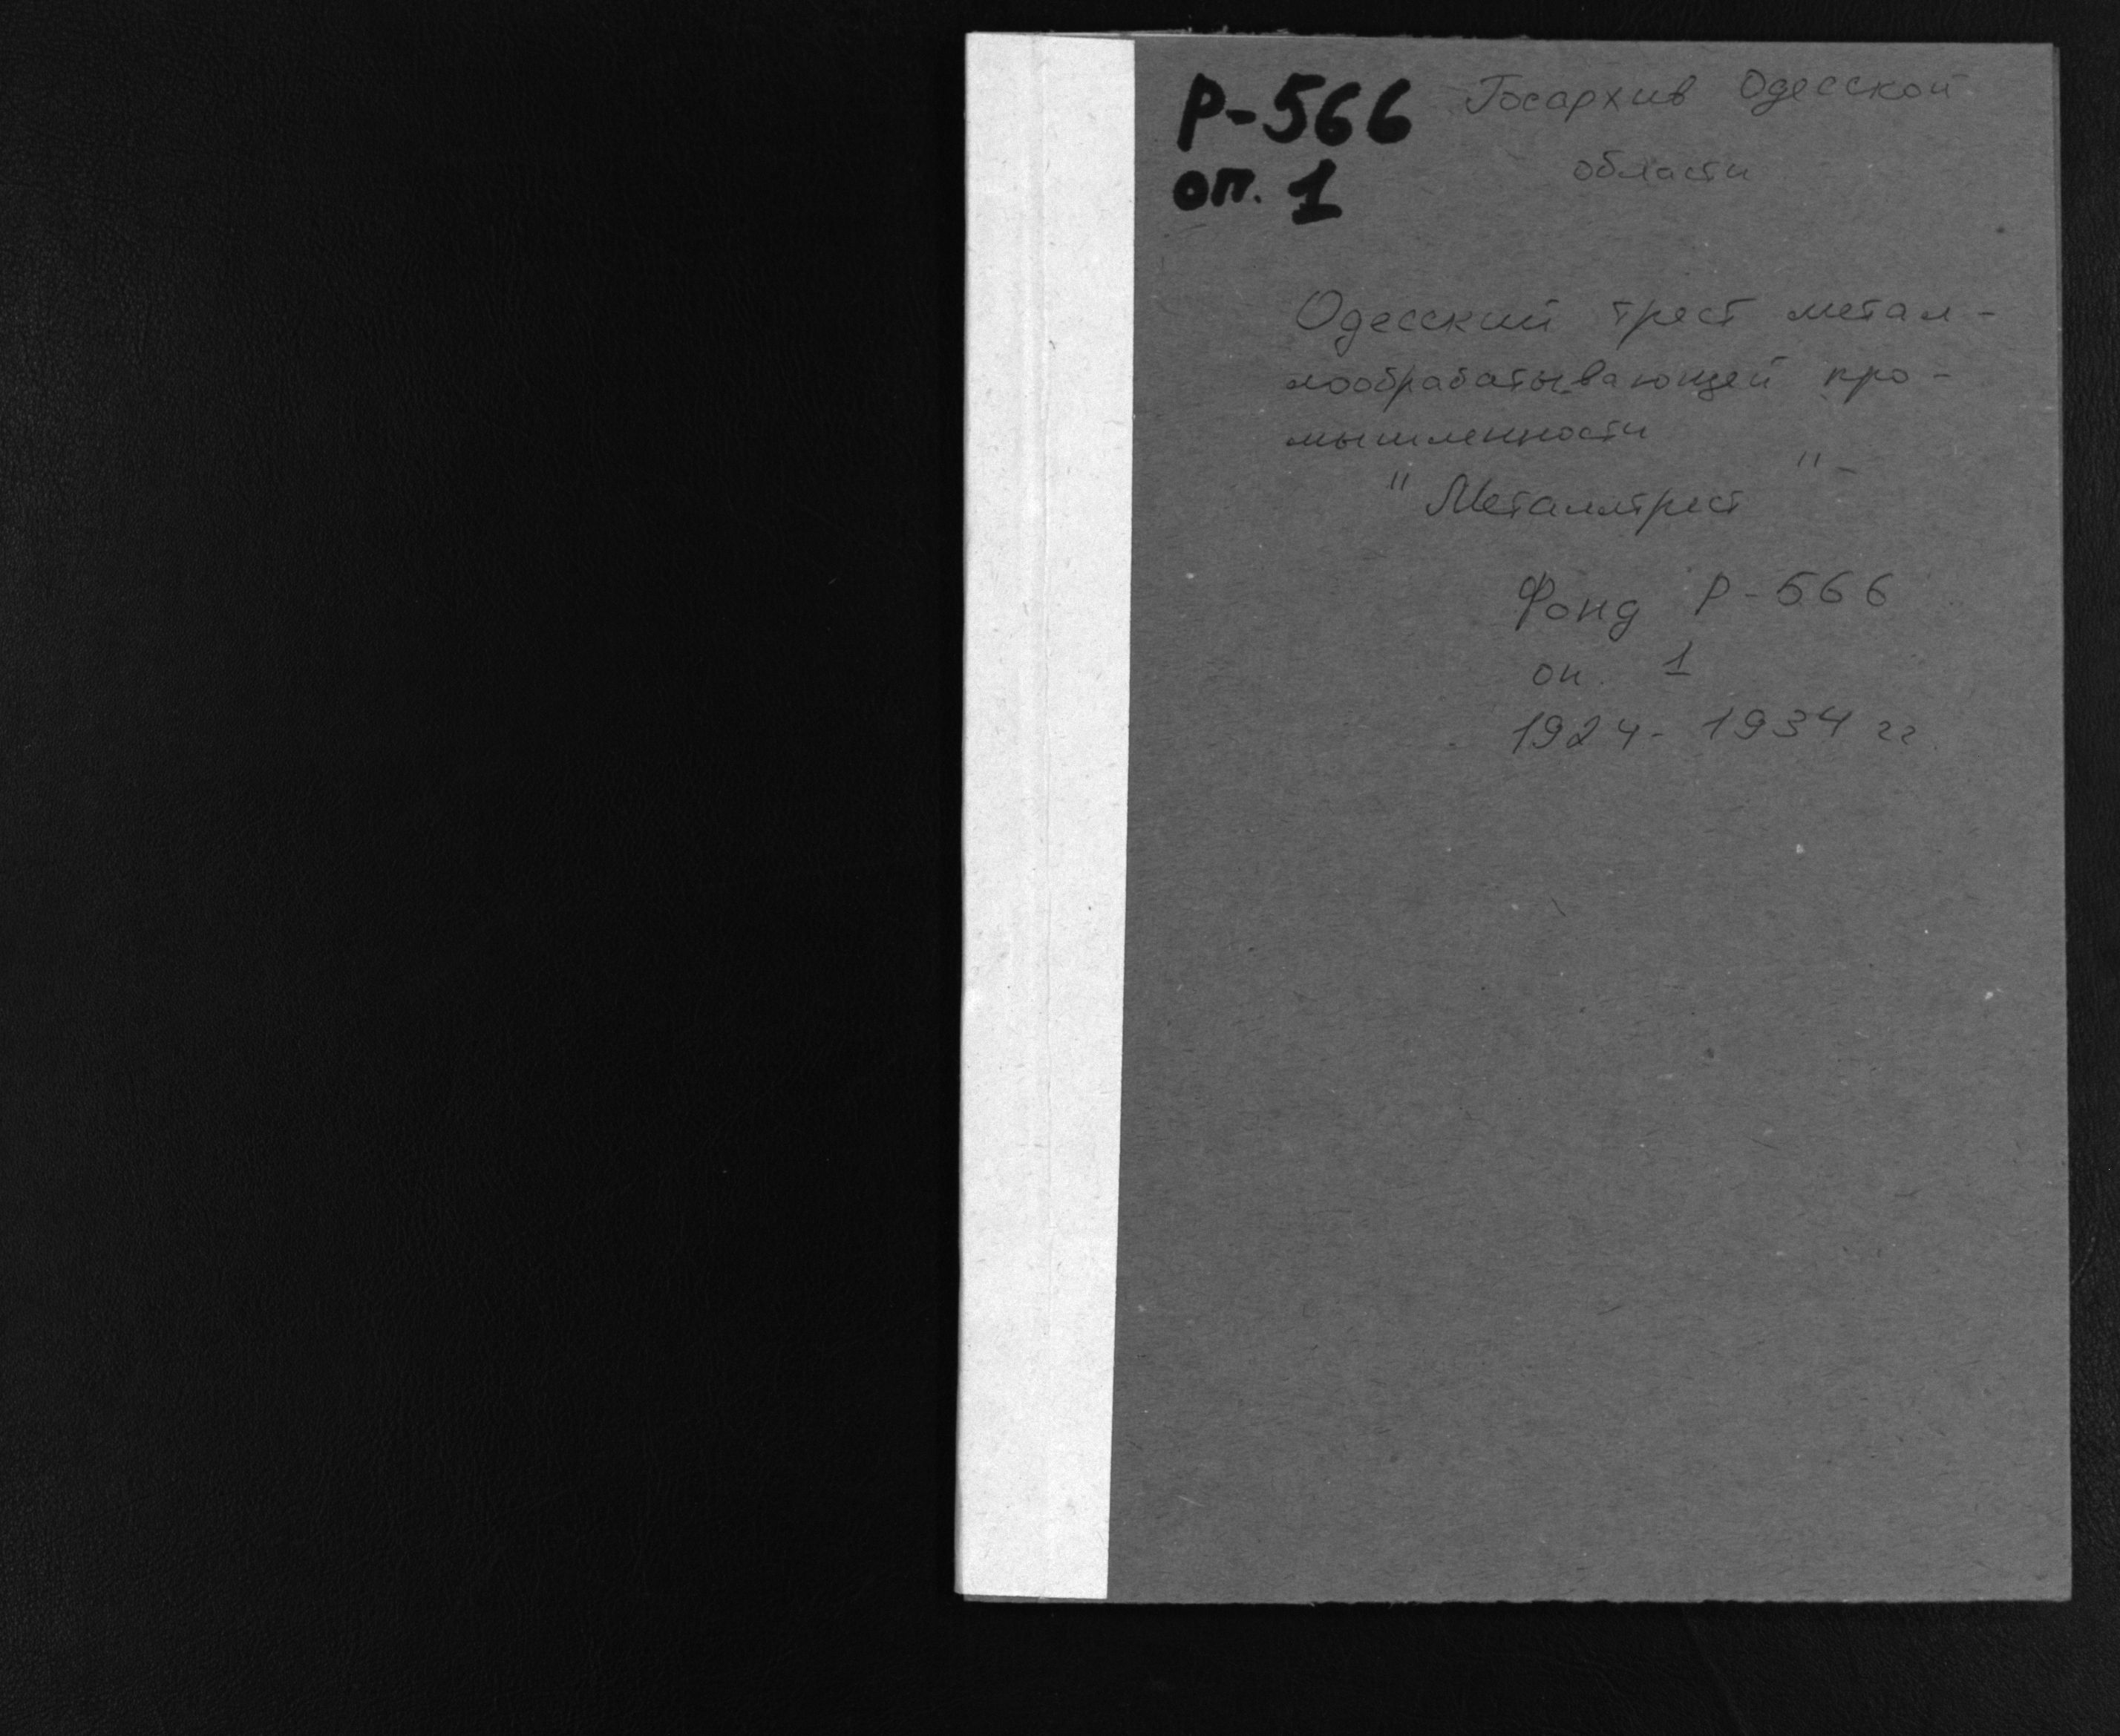 Р-566
оп. 1
Госархив Одесской
области
Одесский трест метал-
лообрабатывающей про-
мышленности
"Металлтрест" -
Фонд Р-566
оп. 1
1924-1934 гг